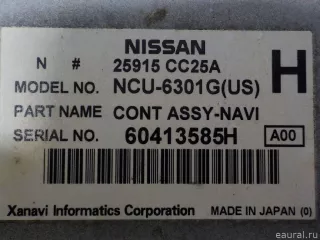 NISSAN
N # 25915 CC25A
H
MODEL NO. NCU-6301G(US)
PART NAME CONT ASSY-NAVI
SERIAL NO. 60413585H A00
Xanavi Informatics Corporation MADE IN JAPAN (0)
eaural.ru